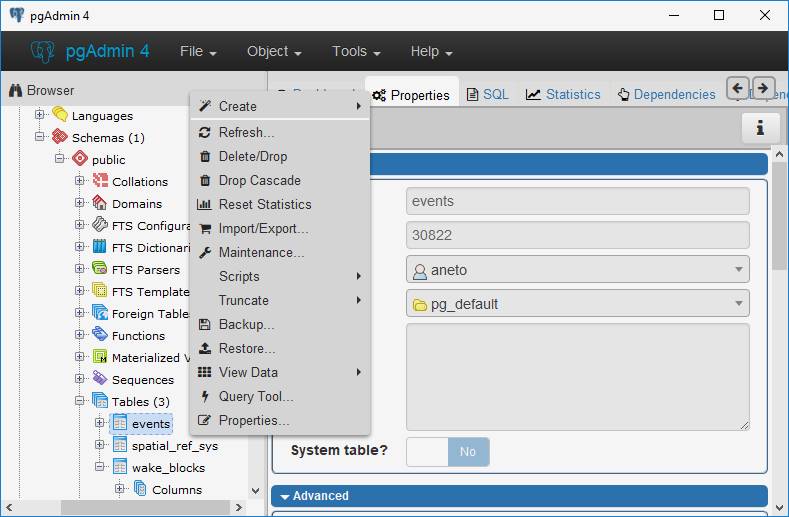 pgAdmin 4
pgAdmin 4 File Object Tools Help
Browser
Properties SQL Statistics Dependencies
Languages
Schemas (1)
public
Collations
Domains
FTS Configura
FTS Dictionari
FTS Parsers
FTS Template
Foreign Table
Functions
Materialized V
Sequences
Tables (3)
events
spatial_ref_sys
wake_blocks
Columns
Create
Refresh...
Delete/Drop
Drop Cascade
Reset Statistics
Import/Export...
Maintenance...
Scripts
Truncate
Backup...
Restore...
View Data
Query Tool...
Properties...
events
30822
aneto
pg_default
System table? No
Advanced